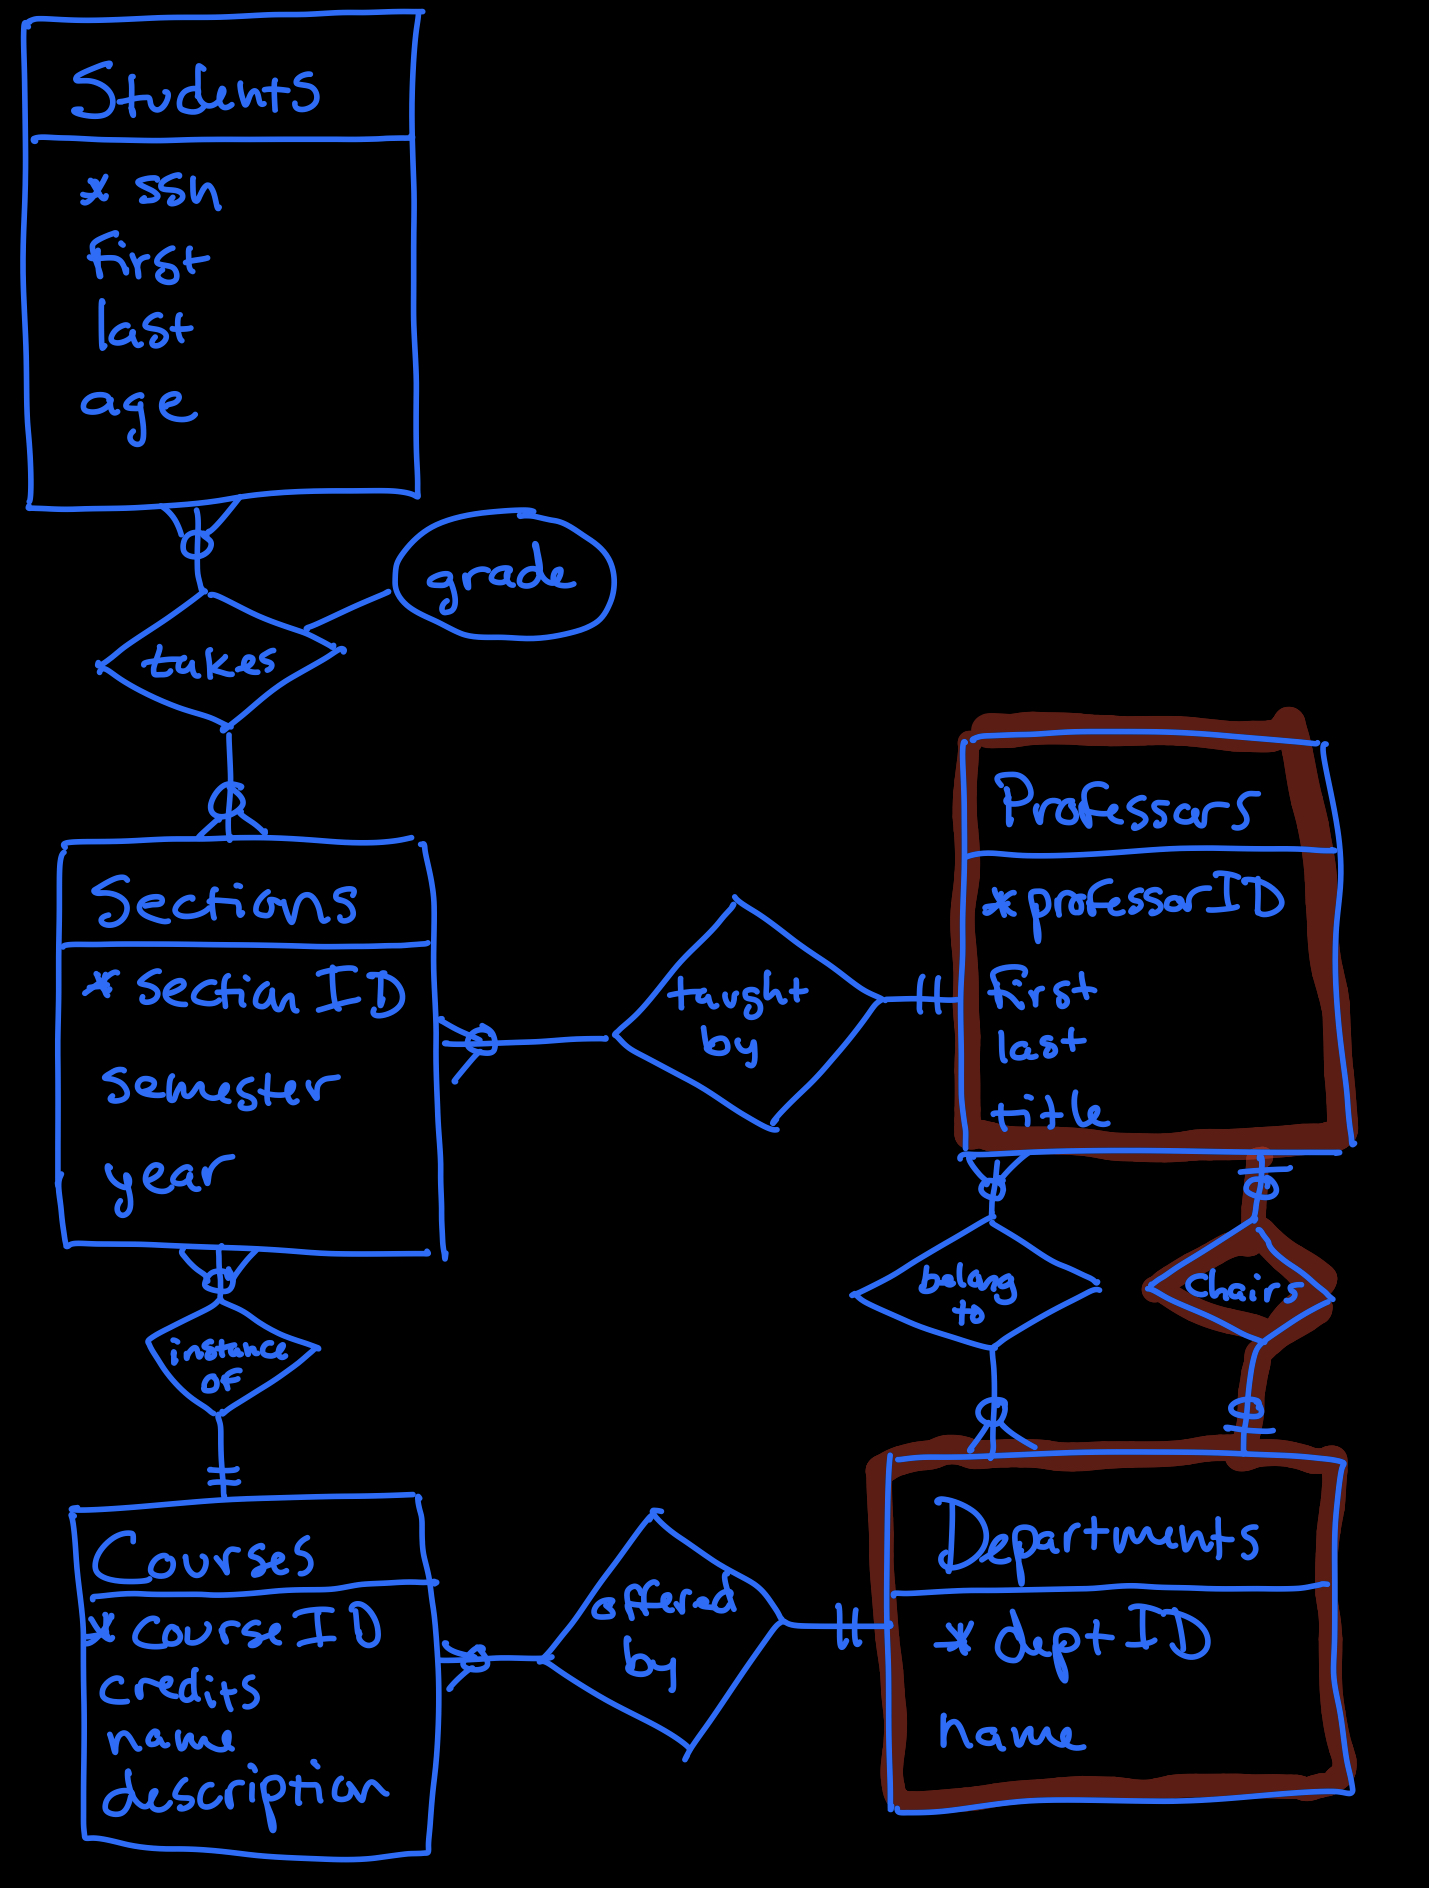 Students
* ssn
first
last
age
grade
takes
Sections
* section ID
semester
year
taught
by
Professors
* professor ID
first
last
title
instance
of
belong
to
chairs
Courses
* course ID
credits
name
description
offered
by
Departments
* dept ID
name